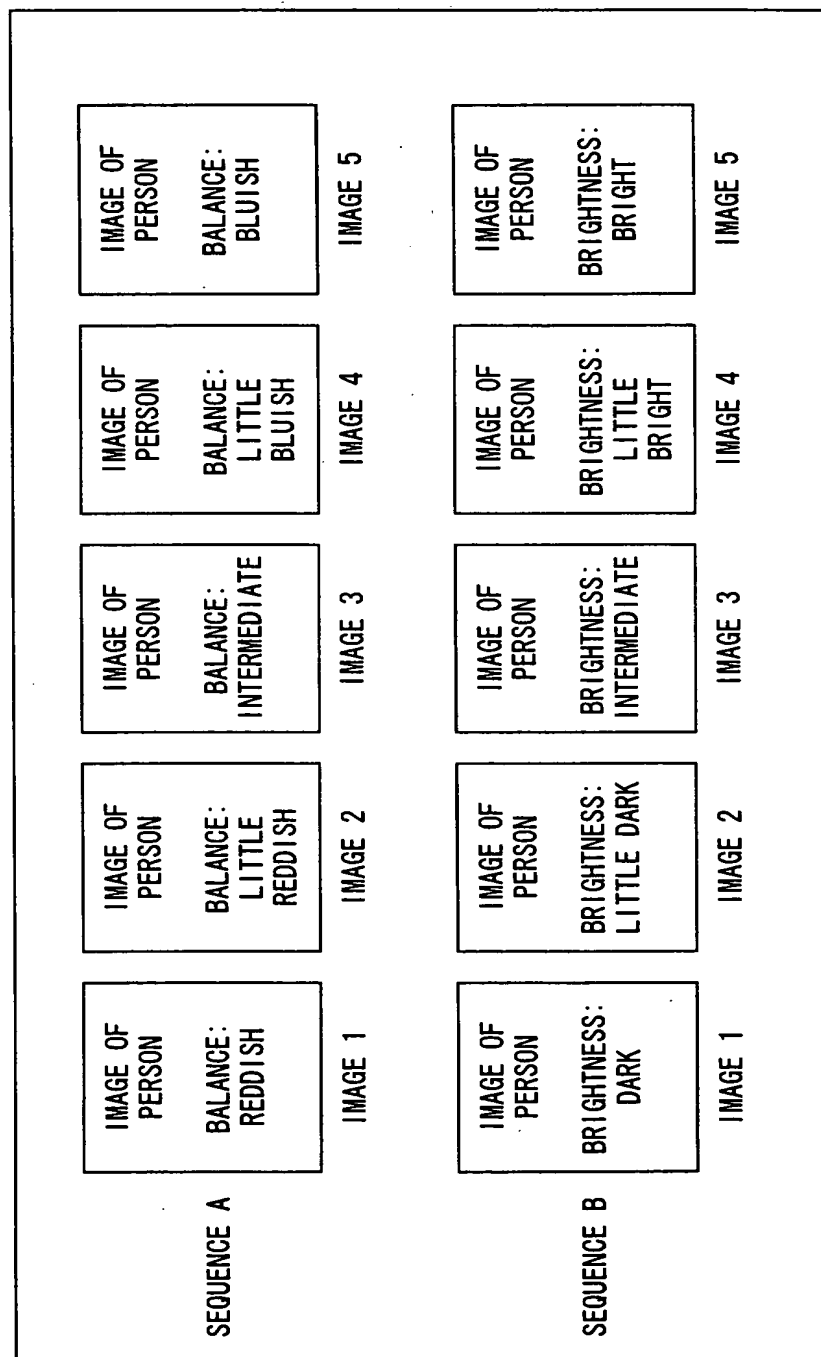 SEQUENCE A
IMAGE OF
PERSON
BALANCE:
REDDISH
IMAGE 1
IMAGE OF
PERSON
BALANCE:
LITTLE
REDDISH
IMAGE 2
IMAGE OF
PERSON
BALANCE:
INTERMEDIATE
IMAGE 3
IMAGE OF
PERSON
BALANCE:
LITTLE
BLUISH
IMAGE 4
IMAGE OF
PERSON
BALANCE:
BLUISH
IMAGE 5
SEQUENCE B
IMAGE OF
PERSON
BRIGHTNESS:
DARK
IMAGE 1
IMAGE OF
PERSON
BRIGHTNESS:
LITTLE DARK
IMAGE 2
IMAGE OF
PERSON
BRIGHTNESS:
INTERMEDIATE
IMAGE 3
IMAGE OF
PERSON
BRIGHTNESS:
LITTLE
BRIGHT
IMAGE 4
IMAGE OF
PERSON
BRIGHTNESS:
BRIGHT
IMAGE 5